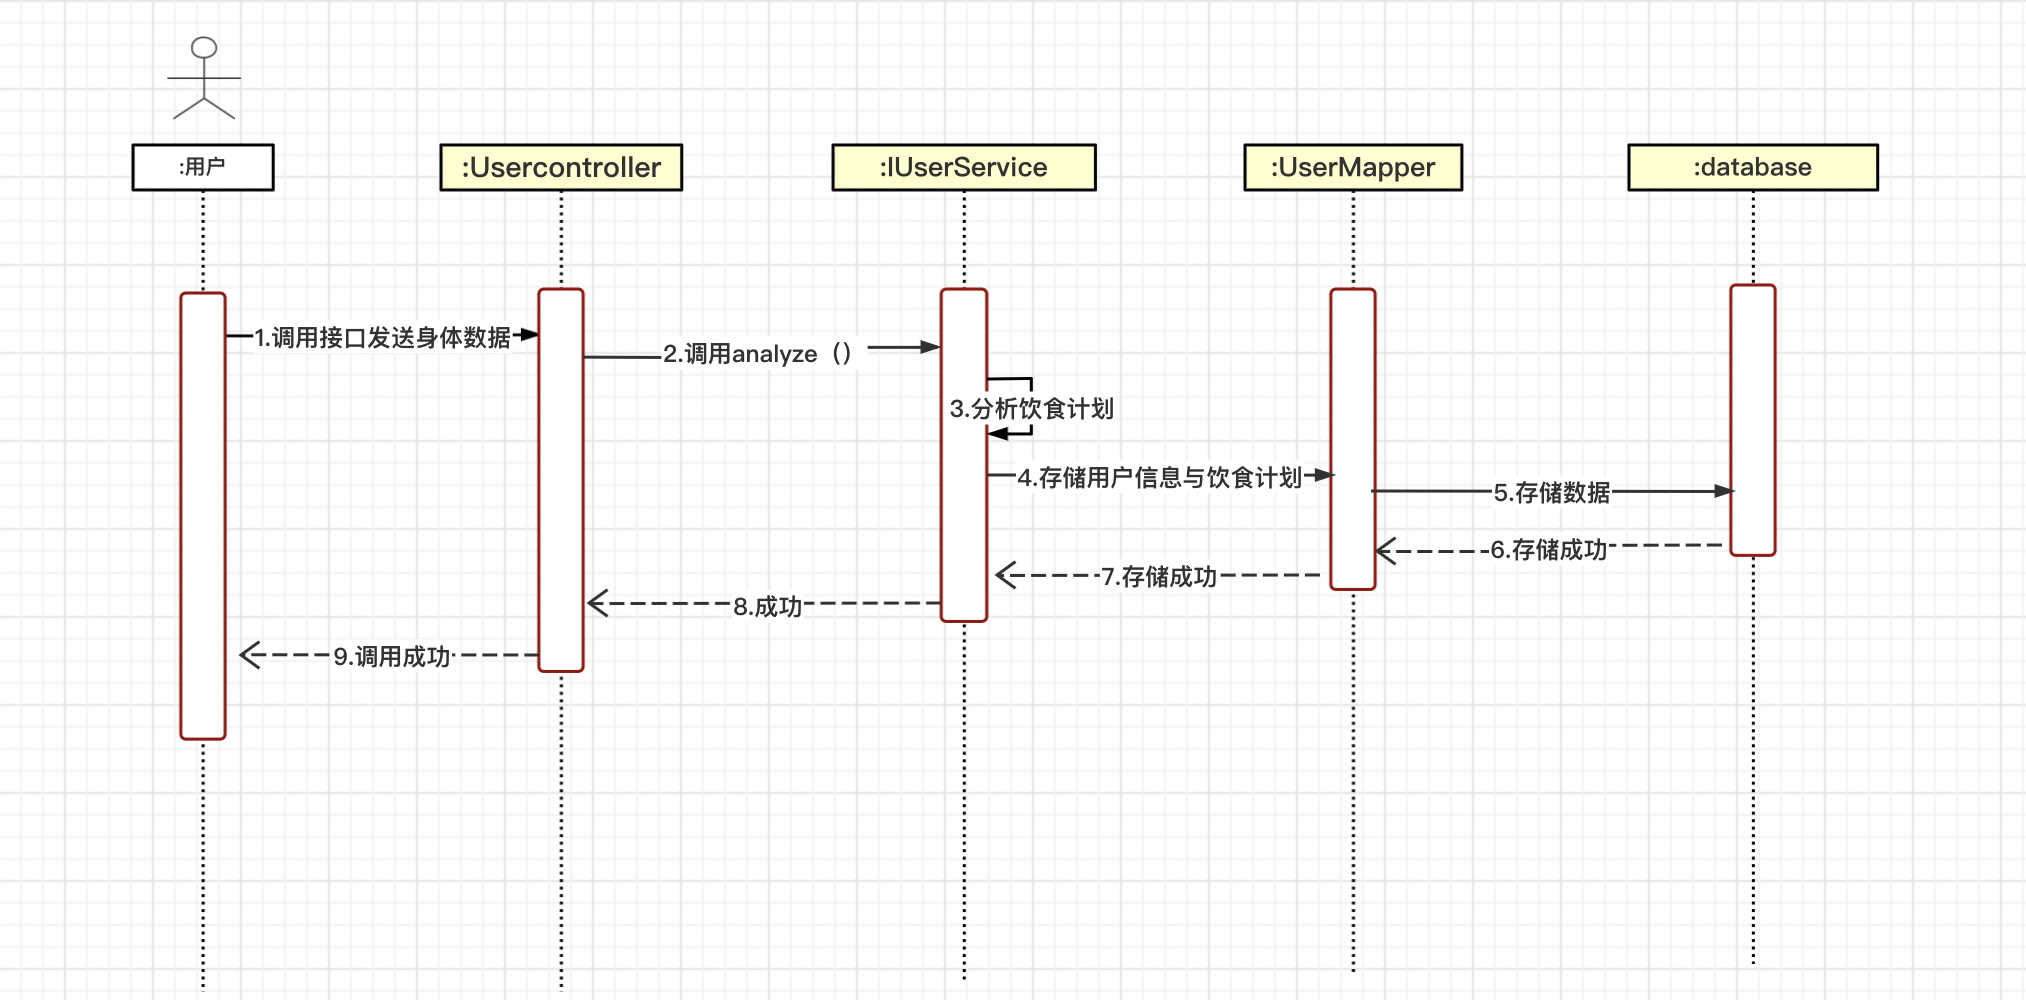 :用户
:Usercontroller
:IUserService
:UserMapper
:database
1.调用接口发送身体数据
2.调用analyze（）
3.分析饮食计划
4.存储用户信息与饮食计划
5.存储数据
6.存储成功
7.存储成功
8.成功
9.调用成功